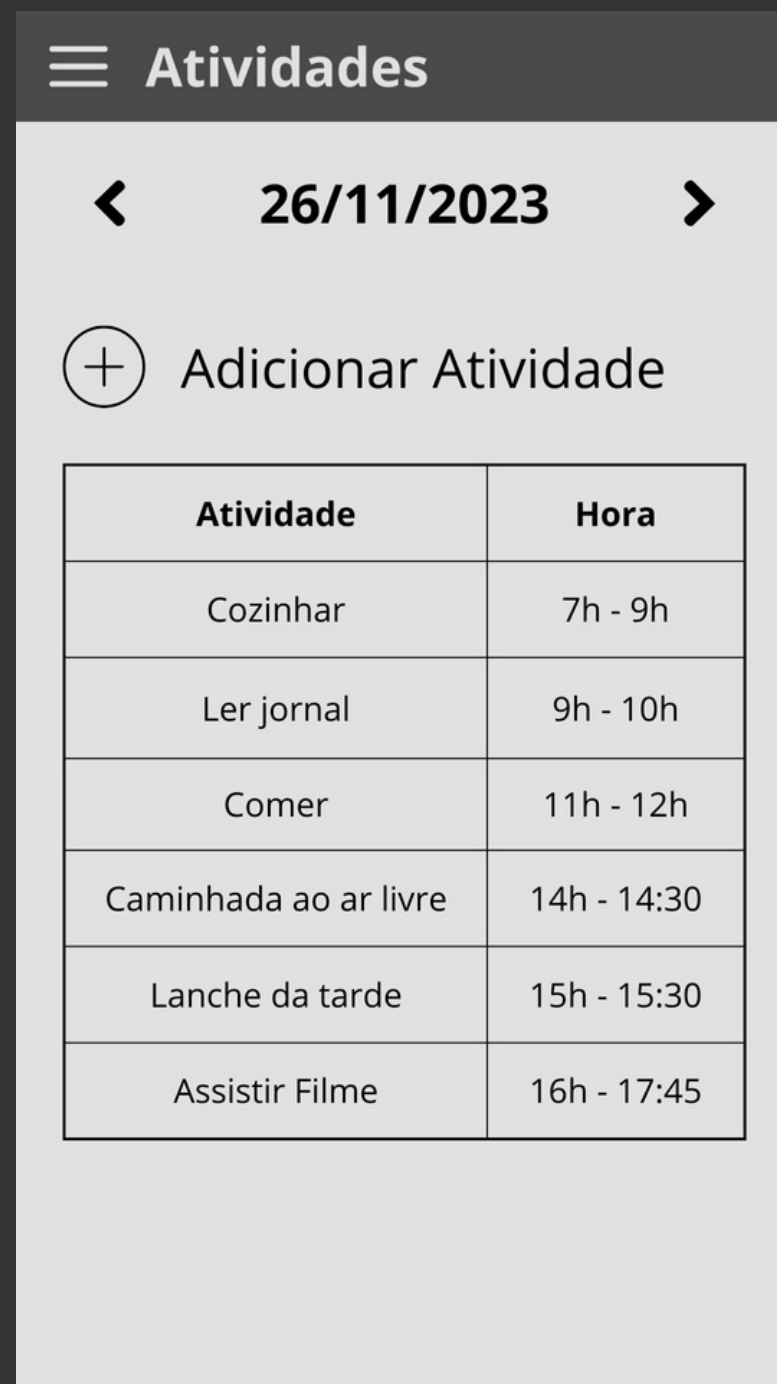 Atividades
26/11/2023
Adicionar Atividade
Atividade Hora
Cozinhar 7h - 9h
Ler jornal 9h - 10h
Comer 11h - 12h
Caminhada ao ar livre 14h - 14:30
Lanche da tarde 15h - 15:30
Assistir Filme 16h - 17:45